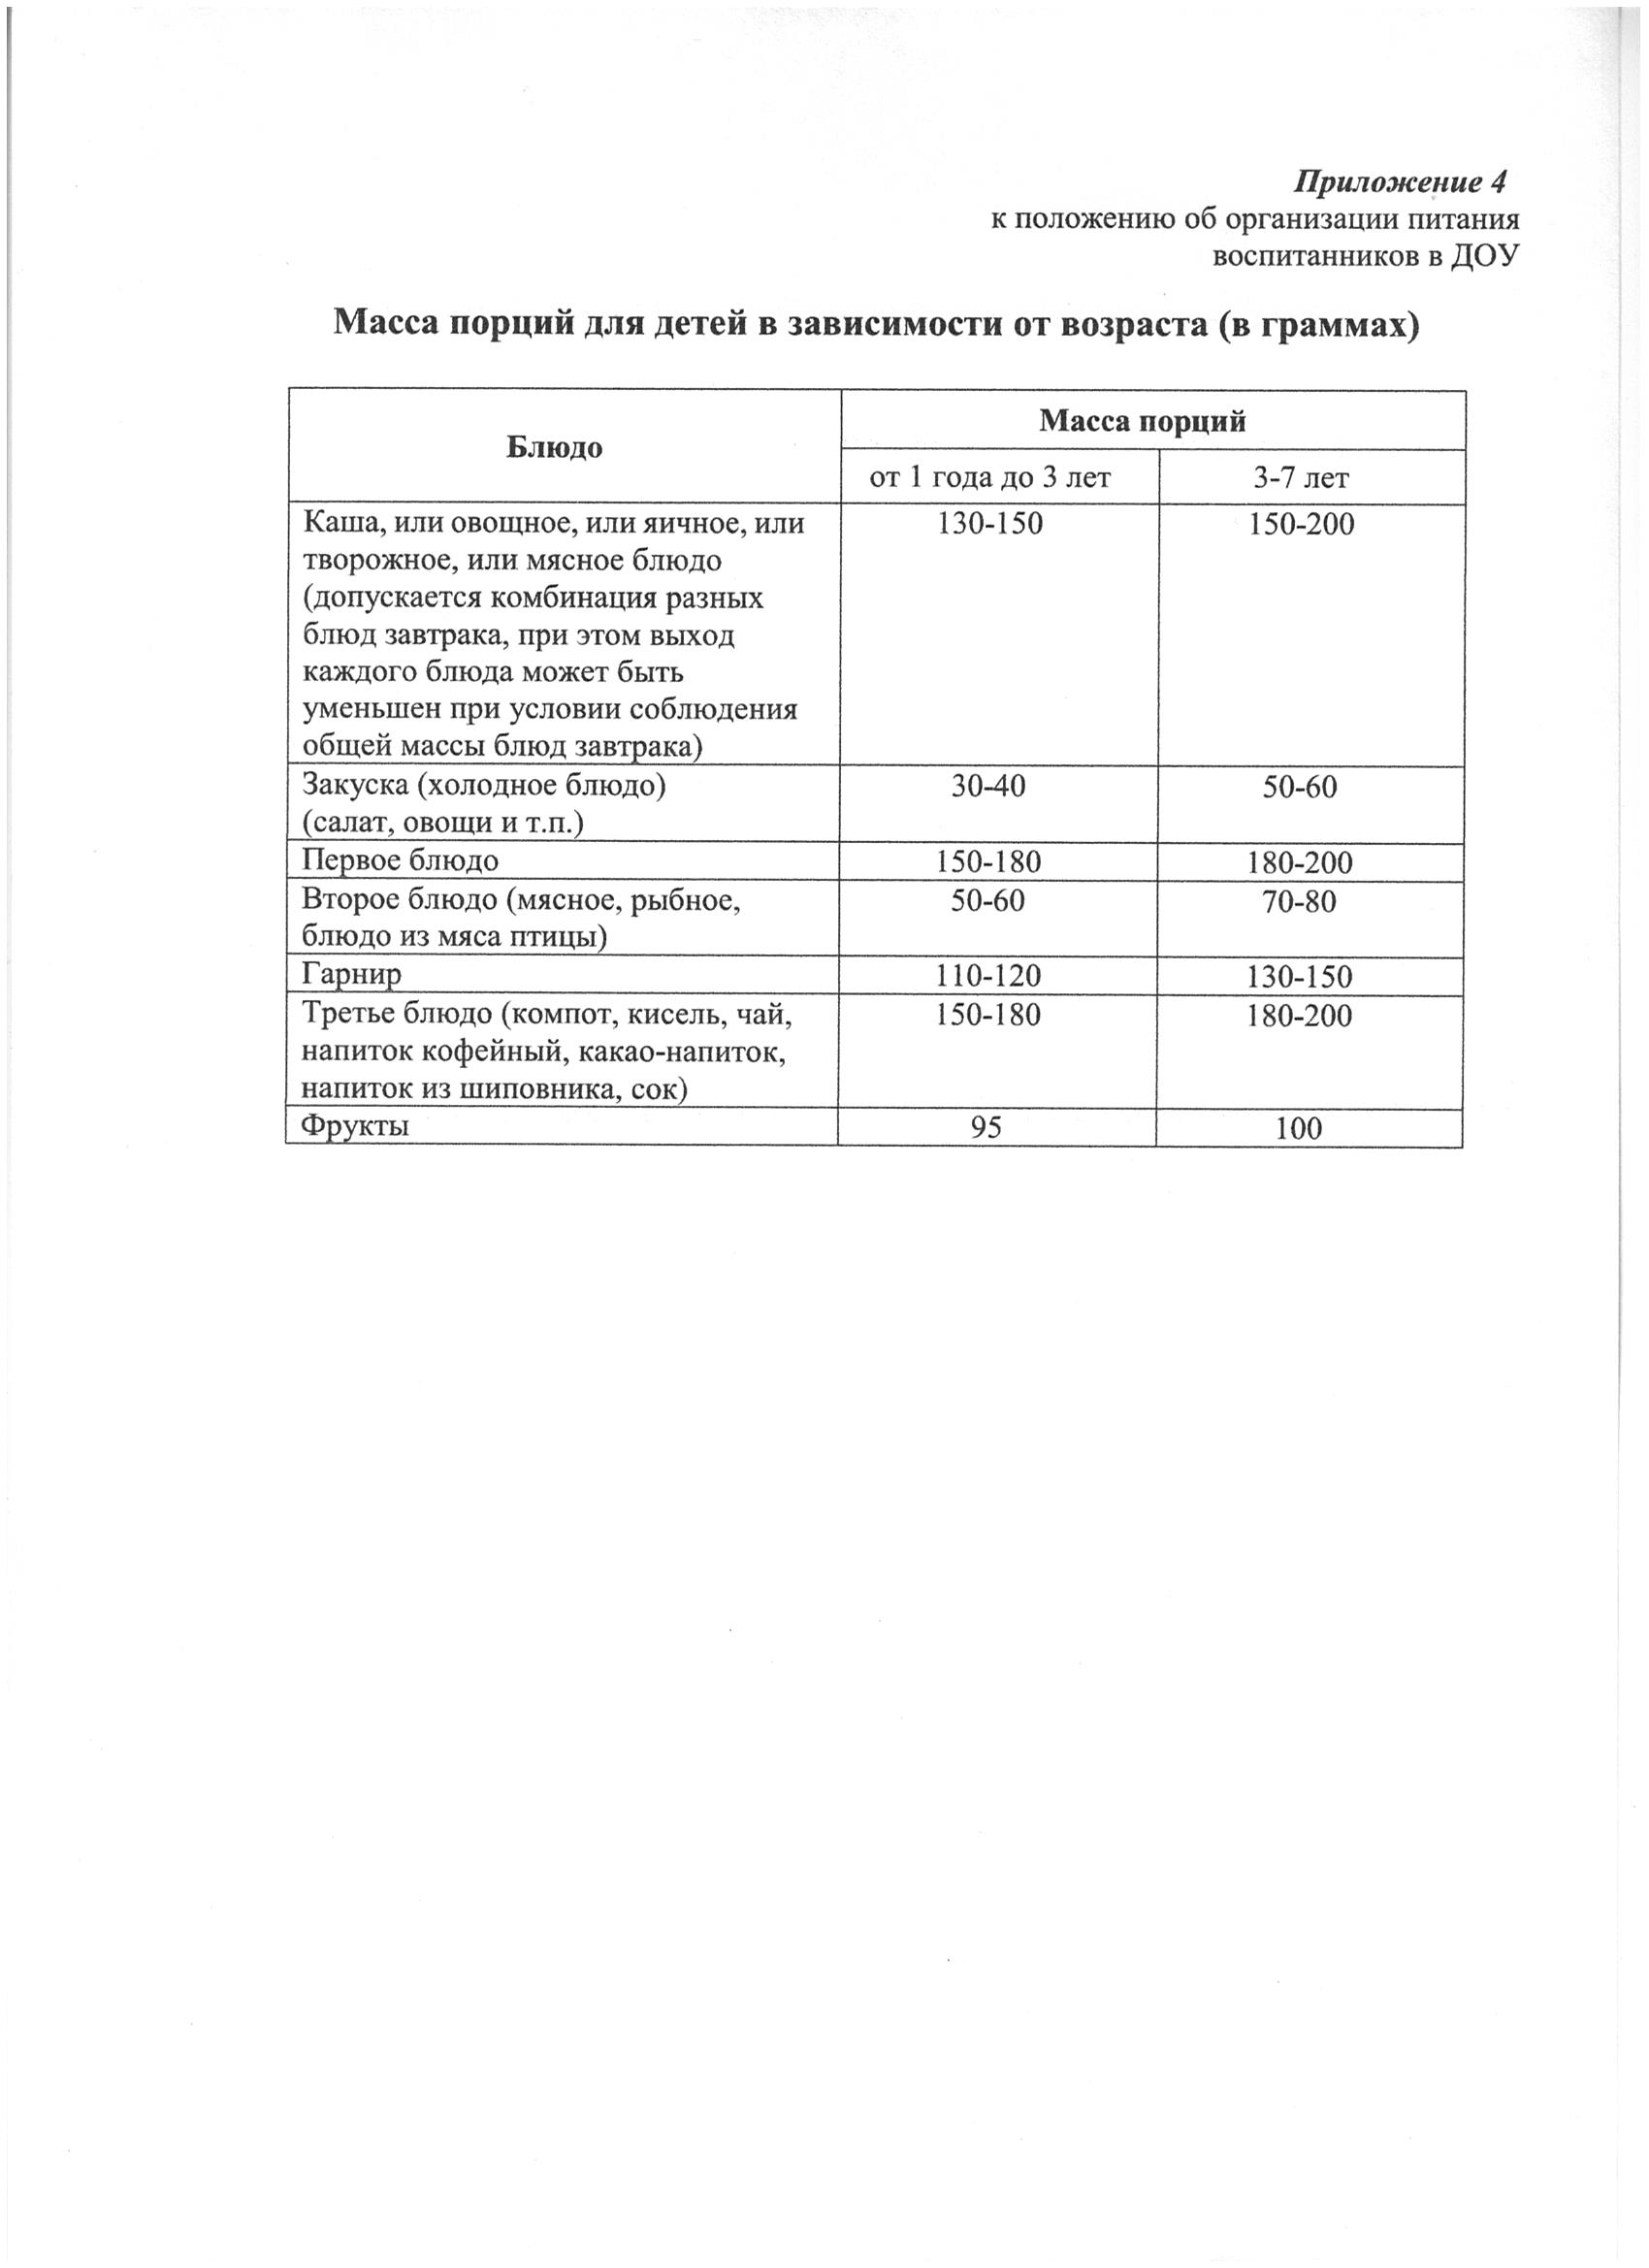 Приложение 4
к положению об организации питания
воспитанников в ДОУ
Масса порций для детей в зависимости от возраста (в граммах)
Блюдо
Масса порций
от 1 года до 3 лет
3-7 лет
Каша, или овощное, или яичное, или
творожное, или мясное блюдо
(допускается комбинация разных
блюд завтрака, при этом выход
каждого блюда может быть
уменьшен при условии соблюдения
общей массы блюд завтрака)
130-150
150-200
Закуска (холодное блюдо)
(салат, овощи и т.п.)
30-40
50-60
Первое блюдо
150-180
180-200
Второе блюдо (мясное, рыбное,
блюдо из мяса птицы)
50-60
70-80
Гарнир
110-120
130-150
Третье блюдо (компот, кисель, чай,
напиток кофейный, какао-напиток,
напиток из шиповника, сок)
150-180
180-200
Фрукты
95
100